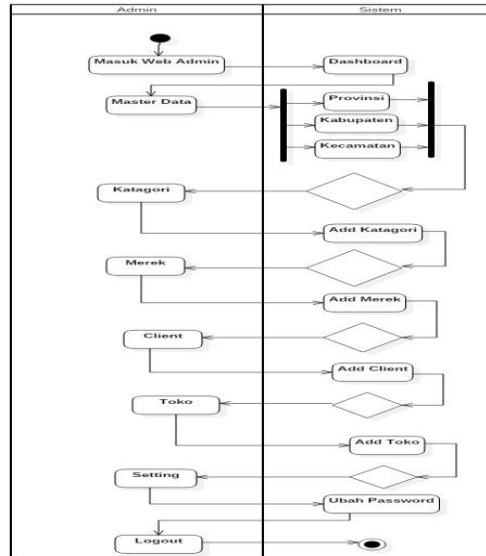 Admin
Sistem
Masuk Web Admin
Dashboard
Master Data
Provinsi
Kabupaten
Kecamatan
Katagori
Add Katagori
Merek
Add Merek
Client
Add Client
Toko
Add Toko
Setting
Ubah Password
Logout